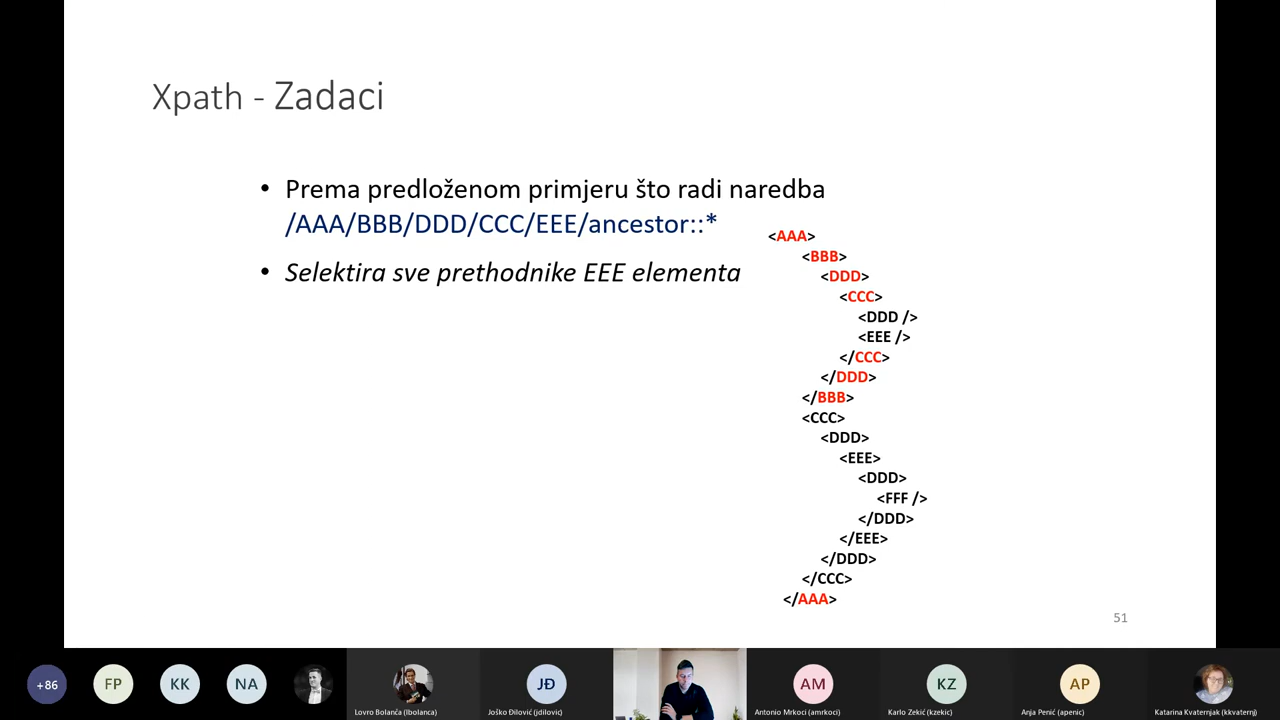 Xpath - Zadaci
• Prema predloženom primjeru što radi naredba
/AAA/BBB/DDD/CCC/EEE/ancestor::*
• Selektira sve prethodnike EEE elementa
<AAA>
<BBB>
<DDD>
<CCC>
<DDD />
<EEE />
</CCC>
</DDD>
</BBB>
<CCC>
<DDD>
<EEE>
<DDD>
<FFF />
</DDD>
</EEE>
</DDD>
</CCC>
</AAA>
51
+86
FP
KK
NA
JĐ
AM
KZ
AP
Lovro Bolanča (lbolanca)
Joško Đilović (jdilovic)
Antonio Mrkoci (amrkoci)
Karlo Zekić (kzekic)
Anja Penić (apenic)
Katarina Kvaternjak (kkvaternj)